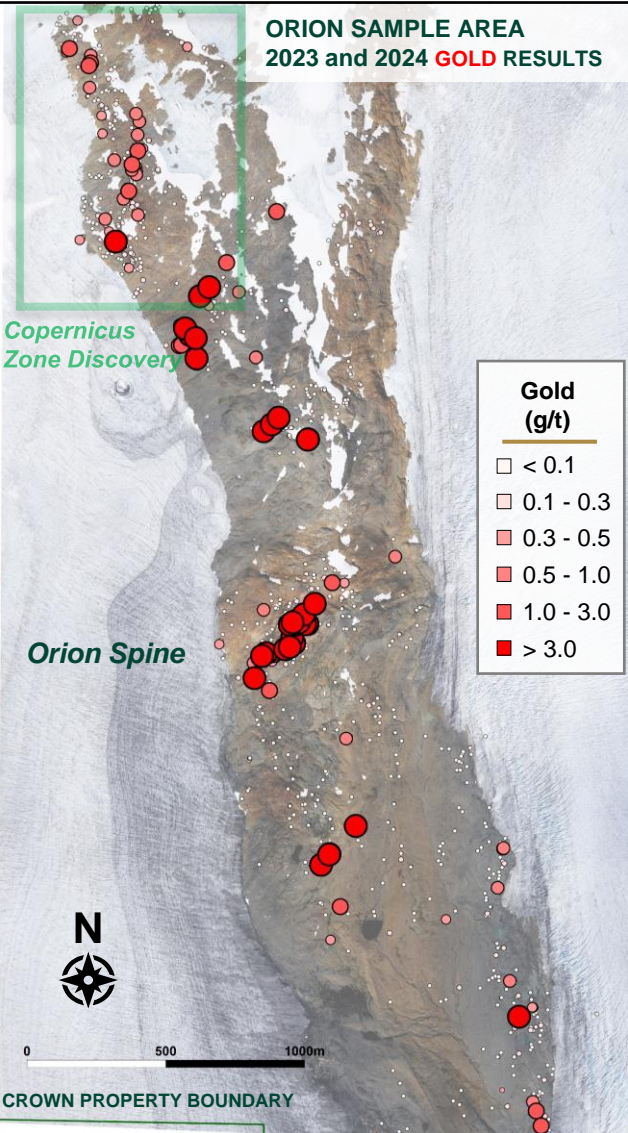 ORION SAMPLE AREA
2023 and 2024 GOLD RESULTS
Copernicus
Zone Discovery
Gold
(g/t)
< 0.1
0.1 - 0.3
0.3 - 0.5
0.5 - 1.0
1.0 - 3.0
> 3.0
Orion Spine
N
0 500 1000m
CROWN PROPERTY BOUNDARY